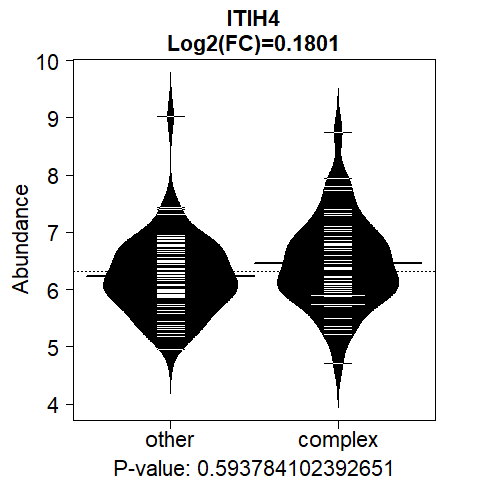 ITIH4
Log2(FC)=0.1801
Abundance
10
9
8
7
6
5
4
other complex
P-value: 0.593784102392651